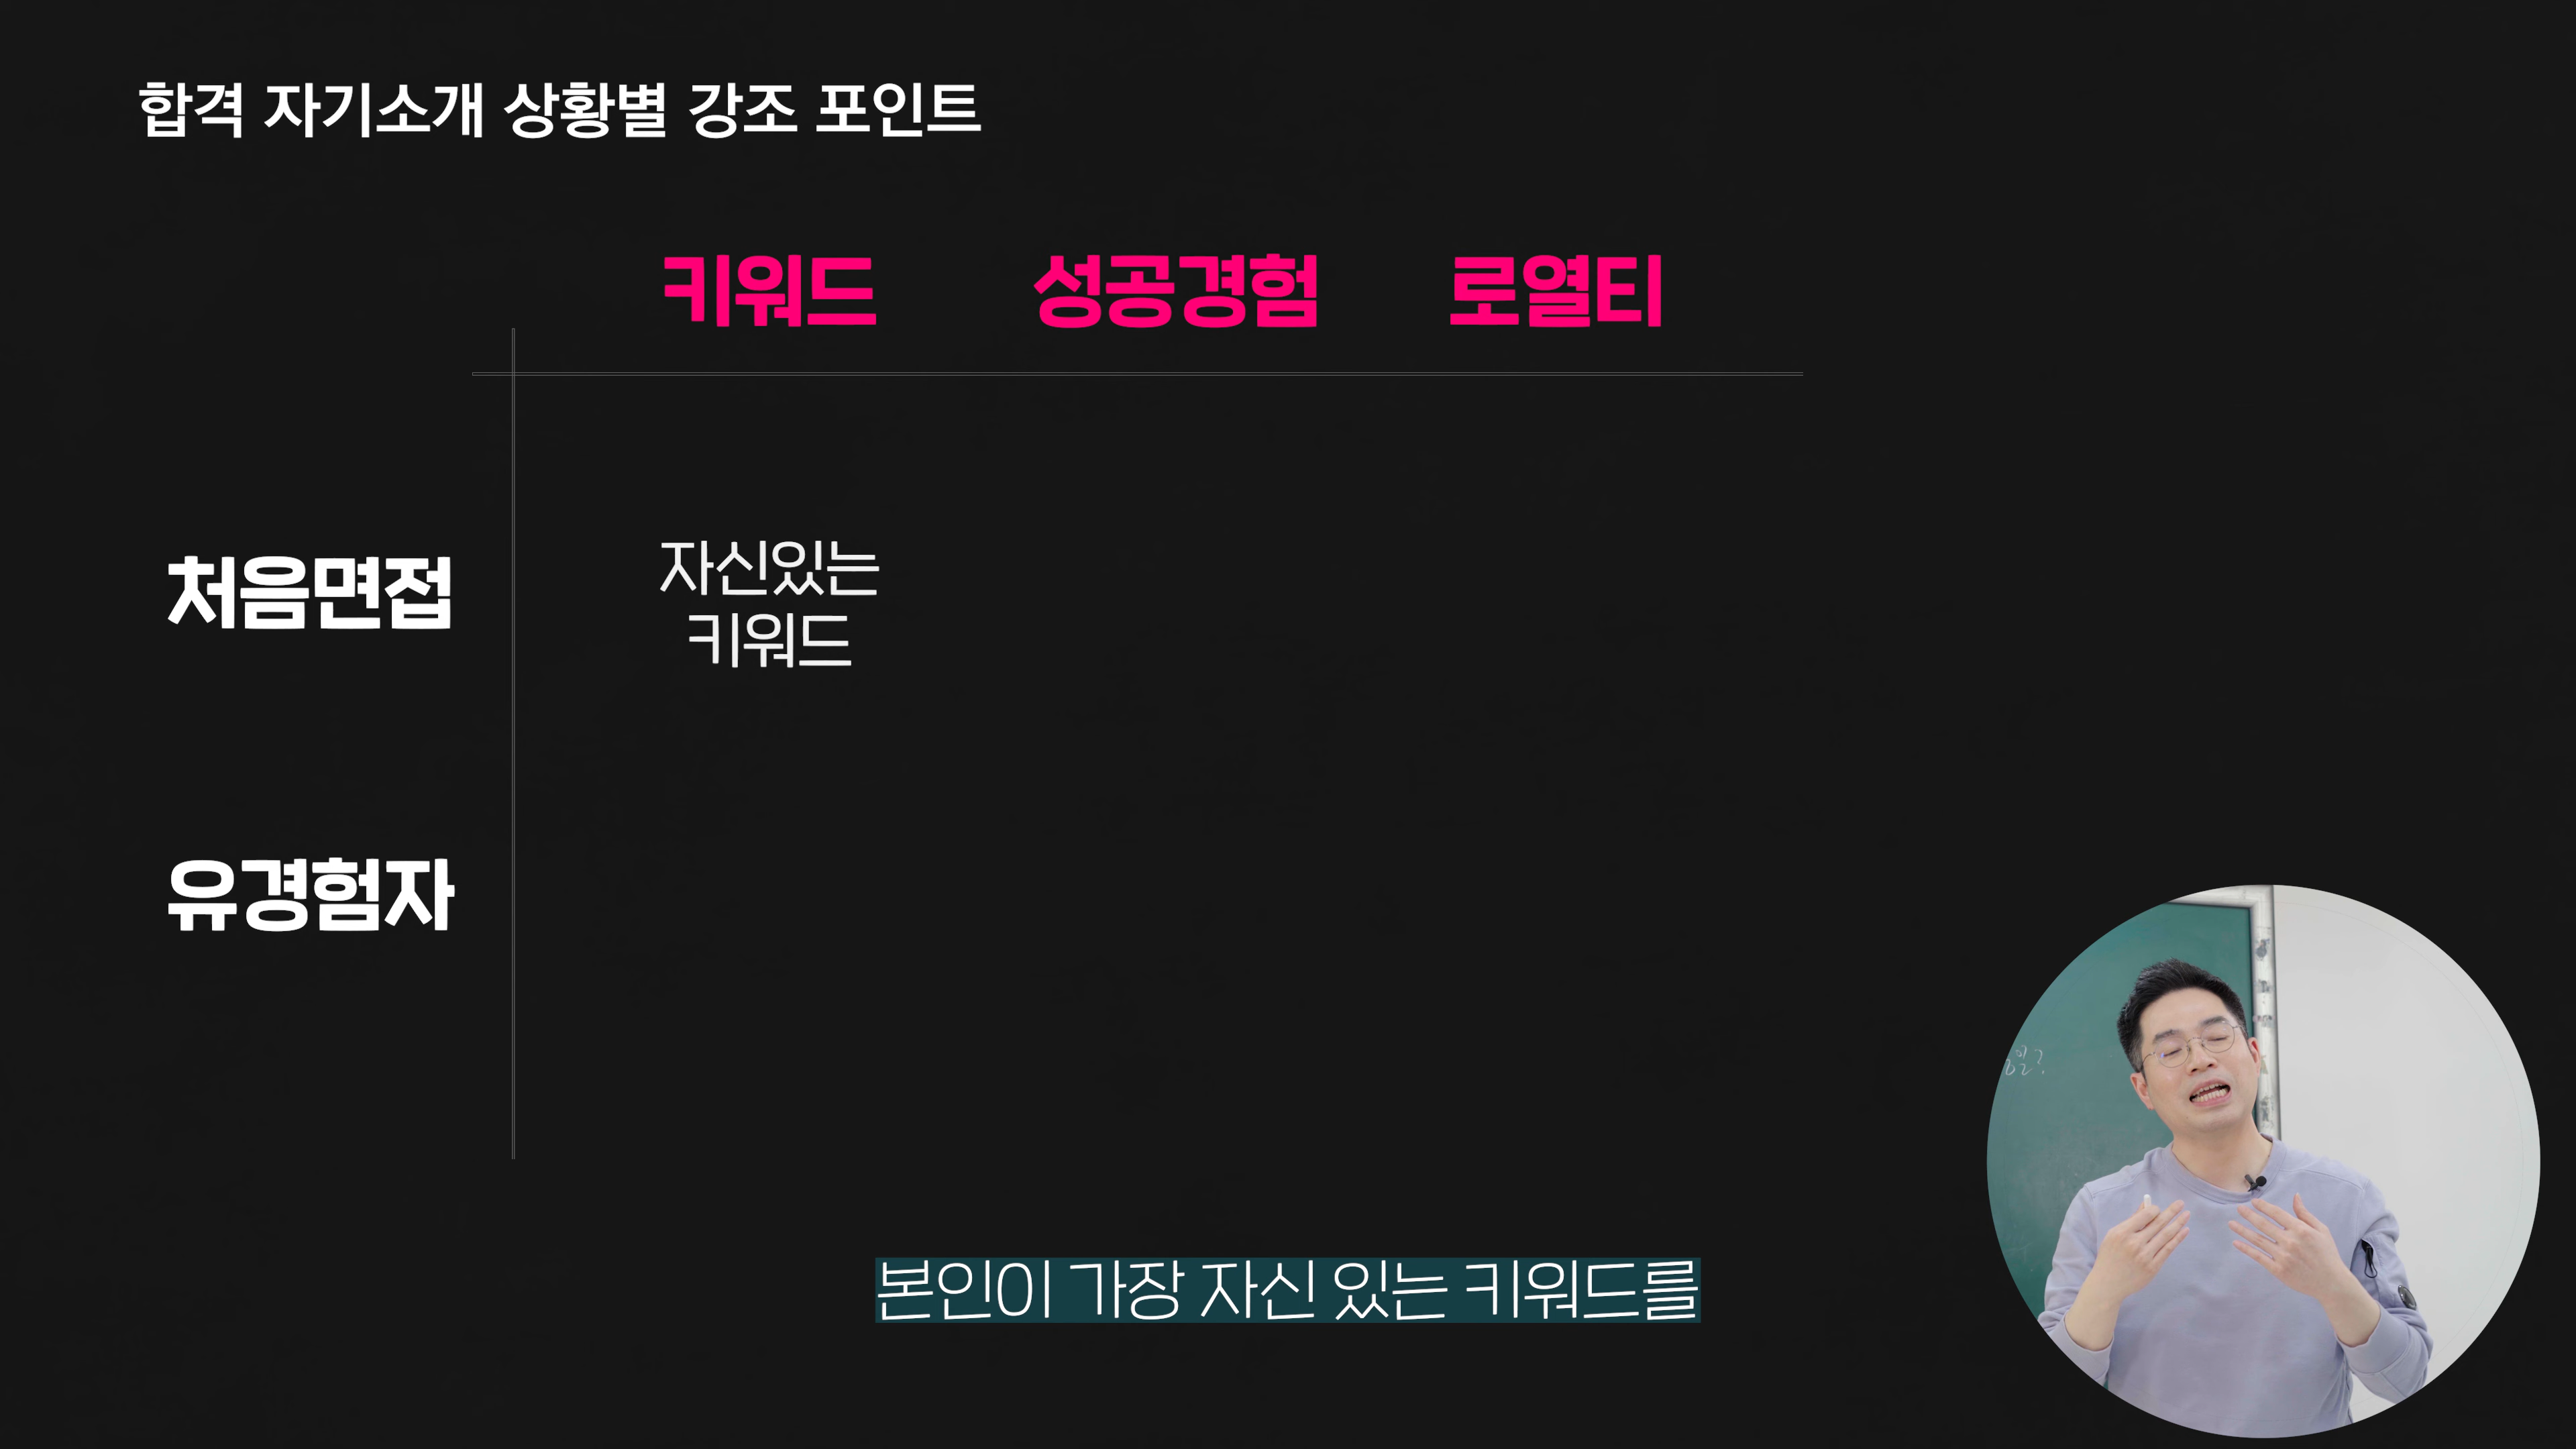 합격 자기소개 상황별 강조 포인트
키워드 성공경험 로열티
처음면접
자신있는
키워드
유경험자
본인이 가장 자신 있는 키워드를